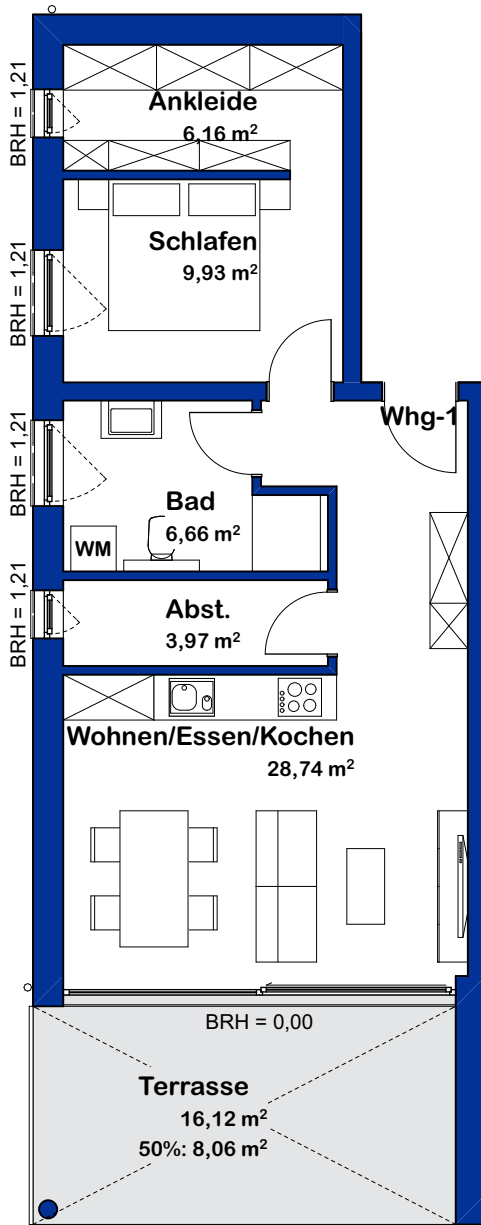 BRH = 1,21
Ankleide
6,16 m²
Schlafen
9,93 m²
BRH = 1,21
Whg-1
BRH = 1,21
Bad
6,66 m²
WM
BRH = 1,21
Abst.
3,97 m²
Wohnen/Essen/Kochen
28,74 m²
BRH = 0,00
Terrasse
16,12 m²
50%: 8,06 m²